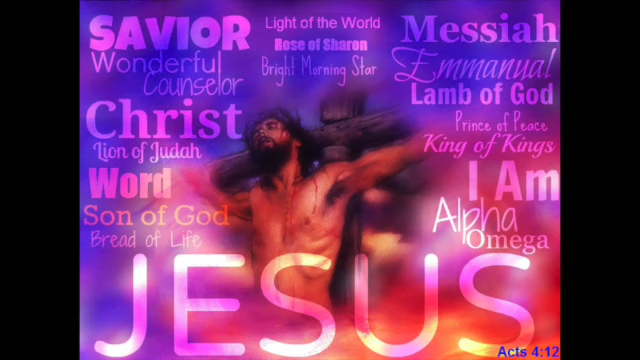 SAVIOR
Wonderful
Counselor
Christ
Lion of Judah
Word
Son of God
Bread of Life
Light of the World
Rose of Sharon
Bright Morning Star
Messiah
Emmanual
Lamb of God
Prince of Peace
King of Kings
I Am
Alpha
Omega
JESUS
Acts 4:12